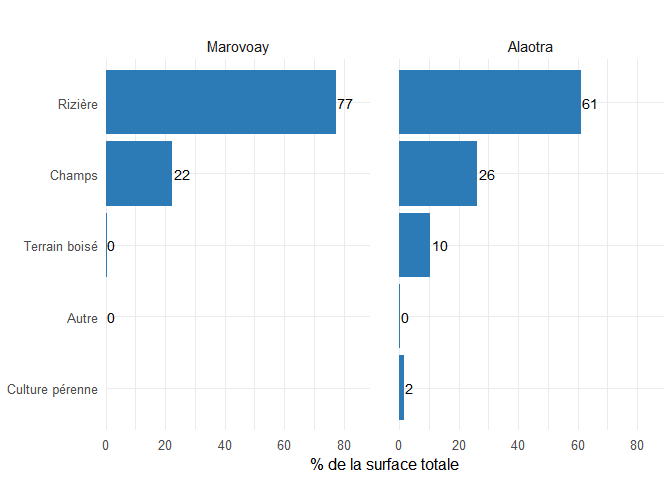 Marovoay
Alaotra
Rizière
77
61
Champs
22
26
Terrain boisé
0
10
Autre
0
0
Culture pérenne
2
0 20 40 60 80
0 20 40 60 80
% de la surface totale